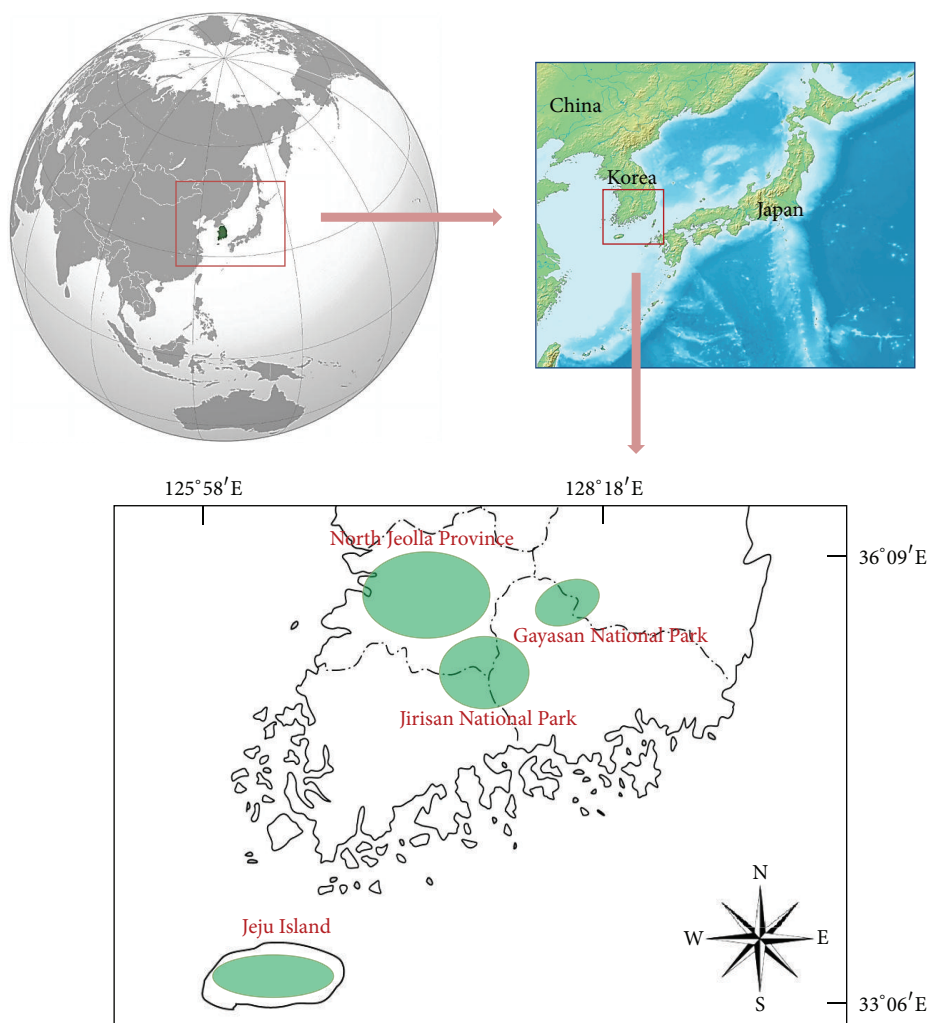 China
Korea
Japan
125°58′E
128°18′E
North Jeolla Province
36°09′E
Gayasan National Park
Jirisan National Park
Jeju Island
N
W
E
S
33°06′E